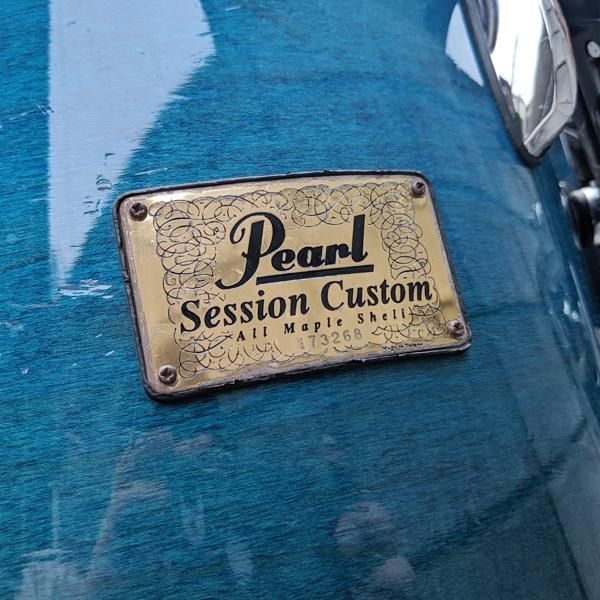 Pearl
Session Custom
All Maple Shell
173268